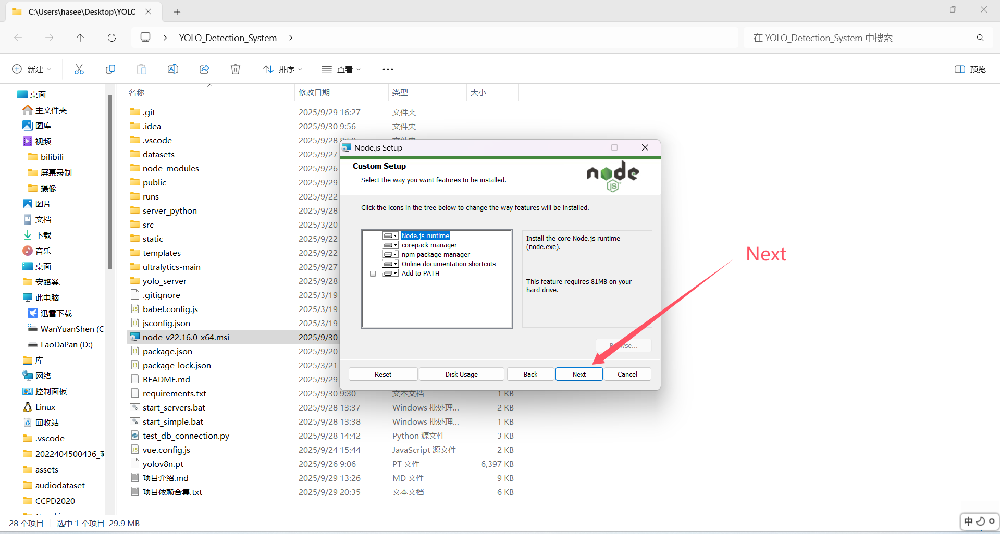 C:\Users\hasee\Desktop\YOLO
YOLO_Detection_System
在 YOLO_Detection_System 中搜索
新建
排序
查看
预览
桌面
主文件夹
图库
视频
bilibili
屏幕录制
摄像
图片
文档
下载
音乐
桌面
安路奚.
此电脑
迅雷下载
WanYuanShen (C
LaoDaPan (D:)
库
网络
控制面板
Linux
回收站
.vscode
2022404500436_
assets
audiodataset
CCPD2020
名称 修改日期 类型 大小
.git 2025/9/29 16:27 文件夹
.idea 2025/9/30 9:56 文件夹
.vscode 2025/9/28 8:50 文件夹
datasets 2025/9/27
node_modules 2025/9/26
public 2025/9/29
runs 2025/9/22
server_python 2025/9/28
src 2025/3/20
static 2025/9/22
templates 2025/9/22
ultralytics-main 2025/9/27
yolo_server 2025/9/28
.gitignore 2025/3/19
babel.config.js 2025/3/19
jsconfig.json 2025/3/19
node-v22.16.0-x64.msi 2025/9/30
package.json 2025/9/20
package-lock.json 2025/3/21
README.md 2025/9/29
requirements.txt 2025/9/30 9:30 文本文档 1 KB
start_servers.bat 2025/9/28 13:37 Windows 批处理... 2 KB
start_simple.bat 2025/9/28 13:38 Windows 批处理... 1 KB
test_db_connection.py 2025/9/28 14:42 Python 源文件 3 KB
vue.config.js 2025/9/24 15:44 JavaScript 源文件 2 KB
yolov8n.pt 2025/9/26 9:06 PT 文件 6,397 KB
项目介绍.md 2025/9/29 13:26 MD 文件 9 KB
项目依赖合集.txt 2025/9/29 20:35 文本文档 6 KB
Node.js Setup
Custom Setup
Select the way you want features to be installed.
node
JS
Click the icons in the tree below to change the way features will be installed.
Node.js runtime
corepack manager
npm package manager
Online documentation shortcuts
Add to PATH
Install the core Node.js runtime
(node.exe).
This feature requires 81MB on your
hard drive.
Browse...
Reset
Disk Usage
Back
Next
Cancel
Next
28 个项目 选中 1 个项目 29.9 MB
中